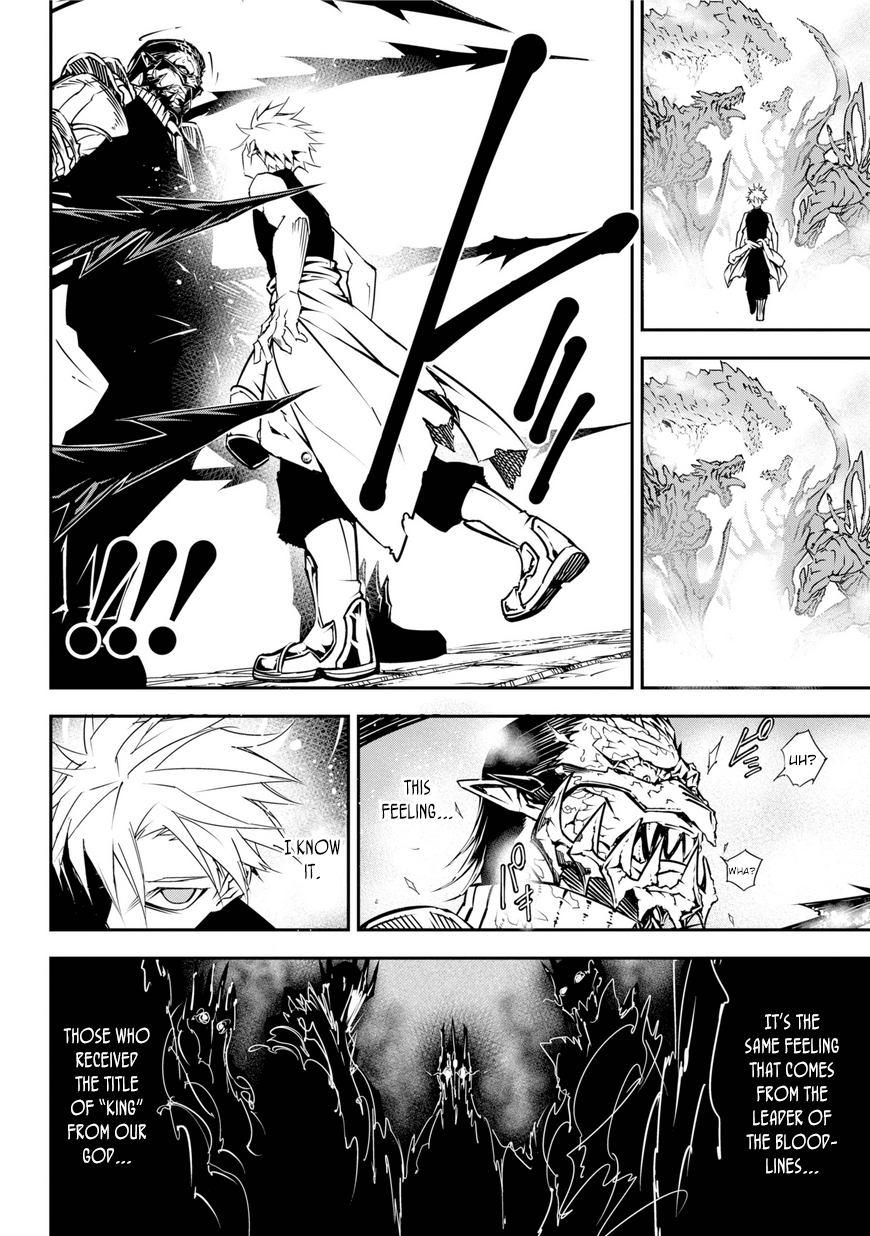 ド
!!!
!!!
UH?
THIS
FEELING...
WHA?
I KNOW
IT.
IT'S THE
SAME FEELING
THAT COMES
FROM THE
LEADER OF
THE BLOOD-
LINES...
THOSE WHO
RECEIVED
THE TITLE
OF "KING"
FROM OUR
GOD...